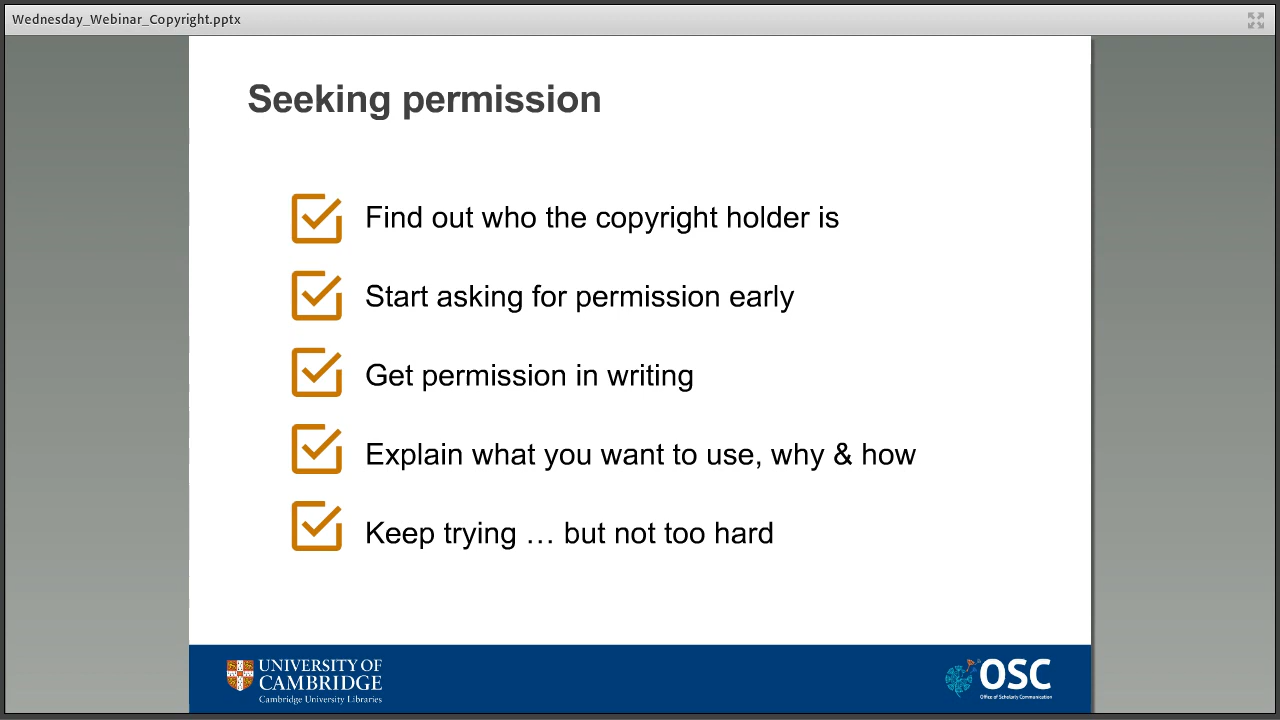 Wednesday_Webinar_Copyright.pptx
Seeking permission
Find out who the copyright holder is
Start asking for permission early
Get permission in writing
Explain what you want to use, why & how
Keep trying … but not too hard
UNIVERSITY OF
CAMBRIDGE
Cambridge University Libraries
OSC
Office of Scholarly Communication